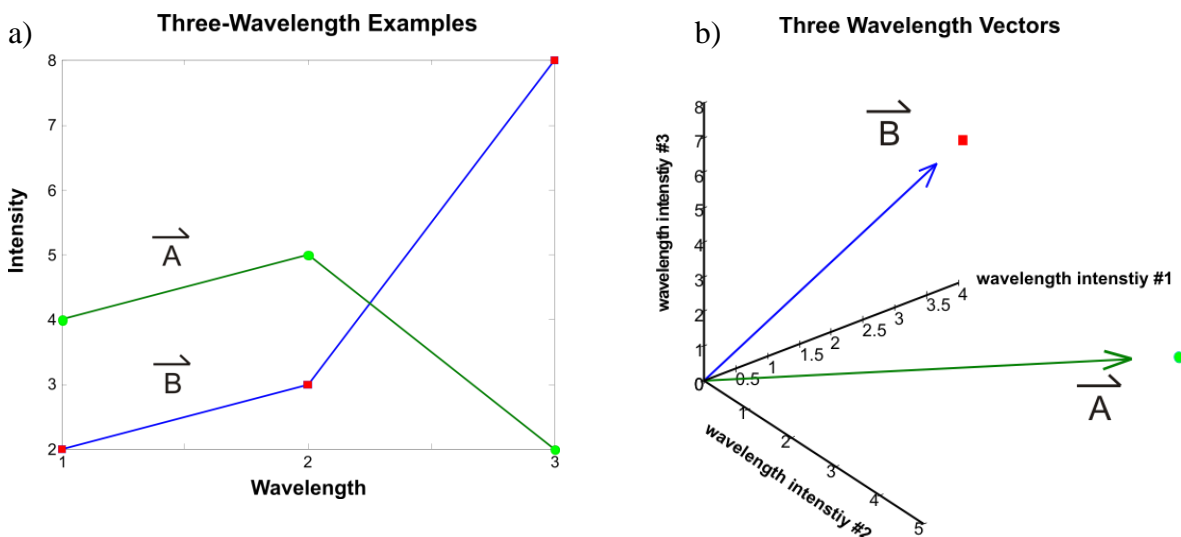 a)
Three-Wavelength Examples
8
7
6
5
4
3
2
1
2
3
Intensity
Wavelength
A
B
b)
Three Wavelength Vectors
8
7
6
5
4
3
2
1
0
wavelength intenstiy #3
B
wavelength intenstiy #1
0.5
1
1.5
2
2.5
3
3.5
4
A
1
2
3
4
5
wavelength intenstiy #2